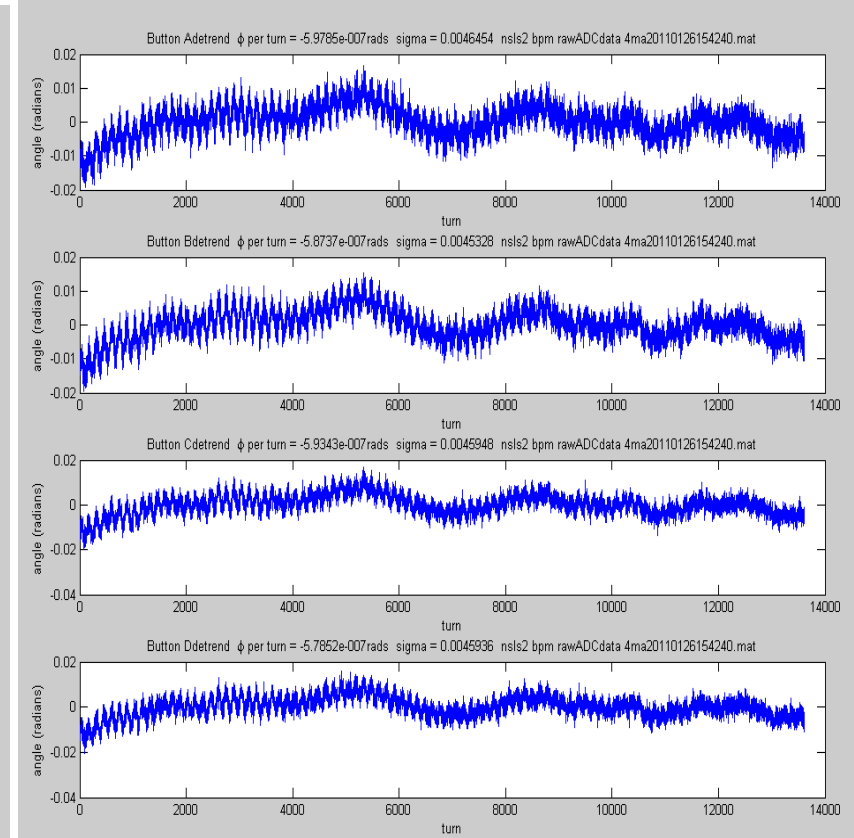 Button Adetrend ϕ per turn = -5.9785e-007rads sigma = 0.0046454 nsls2 bpm rawADCdata 4ma20110126154240.mat
0.02
0.01
0
-0.01
-0.02
angle (radians)
0 2000 4000 6000 8000 10000 12000 14000
turn
Button Bdetrend ϕ per turn = -5.8737e-007rads sigma = 0.0045328 nsls2 bpm rawADCdata 4ma20110126154240.mat
0.02
0.01
0
-0.01
-0.02
angle (radians)
0 2000 4000 6000 8000 10000 12000 14000
turn
Button Cdetrend ϕ per turn = -5.9343e-007rads sigma = 0.0045948 nsls2 bpm rawADCdata 4ma20110126154240.mat
0.02
0
-0.02
-0.04
angle (radians)
0 2000 4000 6000 8000 10000 12000 14000
turn
Button Ddetrend ϕ per turn = -5.7852e-007rads sigma = 0.0045936 nsls2 bpm rawADCdata 4ma20110126154240.mat
0.02
0
-0.02
-0.04
angle (radians)
0 2000 4000 6000 8000 10000 12000 14000
turn